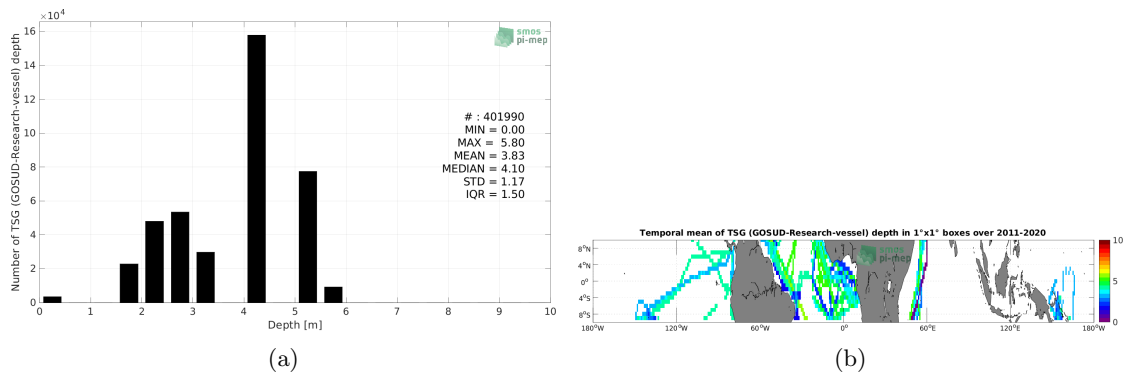 ×10⁴
16
14
12
10
8
6
4
2
0
Number of TSG (GOSUD-Research-vessel) depth
smos
pi-mep
# : 401990
MIN = 0.00
MAX = 5.80
MEAN = 3.83
MEDIAN = 4.10
STD = 1.17
IQR = 1.50
0 1 2 3 4 5 6 7 8 9 10
Depth [m]
(a)
Temporal mean of TSG (GOSUD-Research-vessel) depth in 1°x1° boxes over 2011-2020
smos
pi-mep
8°N
4°N
0°
4°S
8°S
180°W 120°W 60°W 0° 60°E 120°E 180°W
10
5
0
(b)